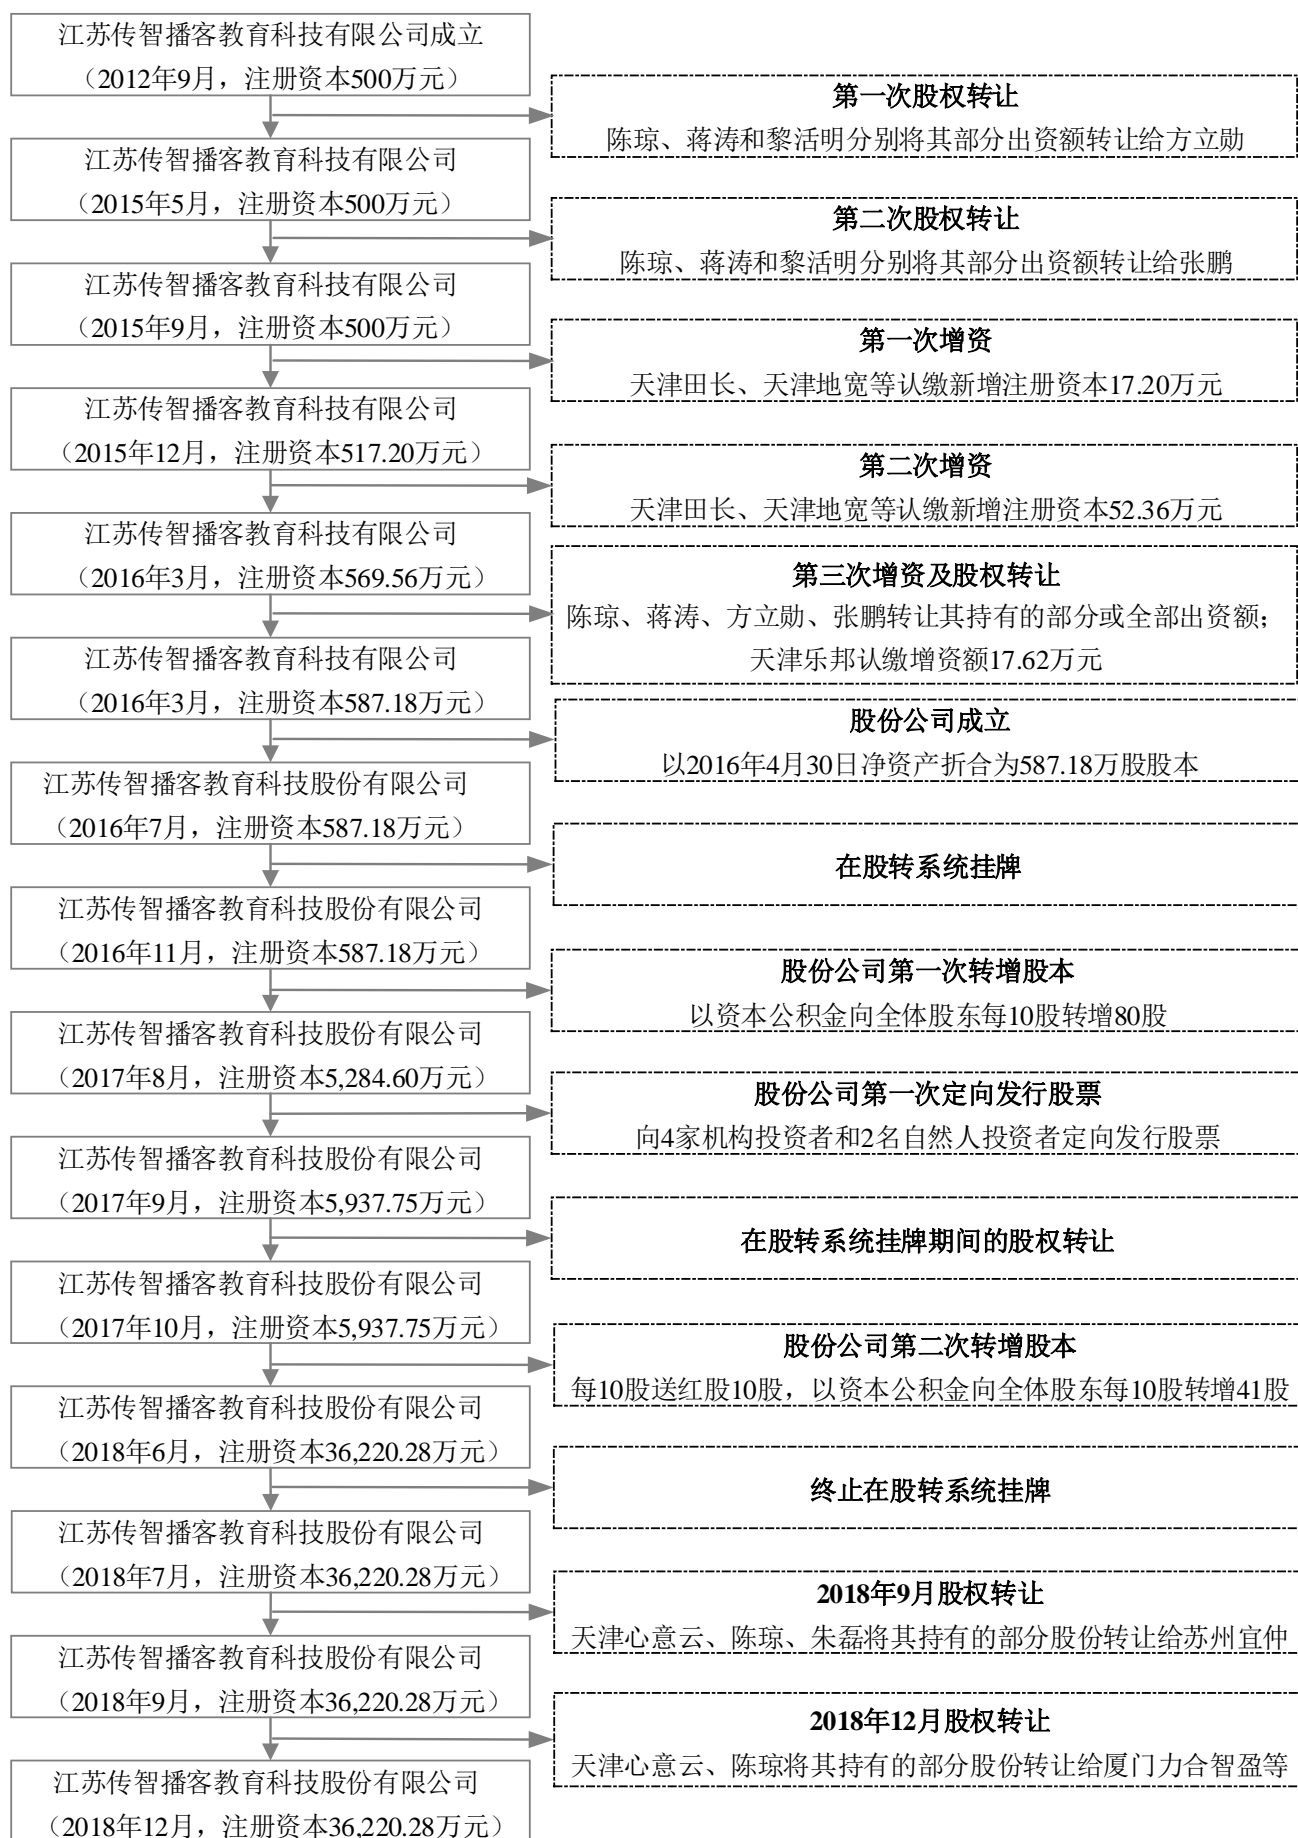 江苏传智播客教育科技有限公司成立
（2012年9月，注册资本500万元）
第一次股权转让
陈琼、蒋涛和黎活明分别将其部分出资额转让给方立勋
江苏传智播客教育科技有限公司
（2015年5月，注册资本500万元）
第二次股权转让
陈琼、蒋涛和黎活明分别将其部分出资额转让给张鹏
江苏传智播客教育科技有限公司
（2015年9月，注册资本500万元）
第一次增资
天津田长、天津地宽等认缴新增注册资本17.20万元
江苏传智播客教育科技有限公司
（2015年12月，注册资本517.20万元）
第二次增资
天津田长、天津地宽等认缴新增注册资本52.36万元
江苏传智播客教育科技有限公司
（2016年3月，注册资本569.56万元）
第三次增资及股权转让
陈琼、蒋涛、方立勋、张鹏转让其持有的部分或全部出资额；
天津乐邦认缴增资额17.62万元
江苏传智播客教育科技有限公司
（2016年3月，注册资本587.18万元）
股份公司成立
以2016年4月30日净资产折合为587.18万股股本
江苏传智播客教育科技股份有限公司
（2016年7月，注册资本587.18万元）
在股转系统挂牌
江苏传智播客教育科技股份有限公司
（2016年11月，注册资本587.18万元）
股份公司第一次转增股本
以资本公积金向全体股东每10股转增80股
江苏传智播客教育科技股份有限公司
（2017年8月，注册资本5,284.60万元）
股份公司第一次定向发行股票
向4家机构投资者和2名自然人投资者定向发行股票
江苏传智播客教育科技股份有限公司
（2017年9月，注册资本5,937.75万元）
在股转系统挂牌期间的股权转让
江苏传智播客教育科技股份有限公司
（2017年10月，注册资本5,937.75万元）
股份公司第二次转增股本
每10股送红股10股，以资本公积金向全体股东每10股转增41股
江苏传智播客教育科技股份有限公司
（2018年6月，注册资本36,220.28万元）
终止在股转系统挂牌
江苏传智播客教育科技股份有限公司
（2018年7月，注册资本36,220.28万元）
2018年9月股权转让
天津心意云、陈琼、朱磊将其持有的部分股份转让给苏州宜仲
江苏传智播客教育科技股份有限公司
（2018年9月，注册资本36,220.28万元）
2018年12月股权转让
天津心意云、陈琼将其持有的部分股份转让给厦门力合智盈等
江苏传智播客教育科技股份有限公司
（2018年12月，注册资本36,220.28万元）